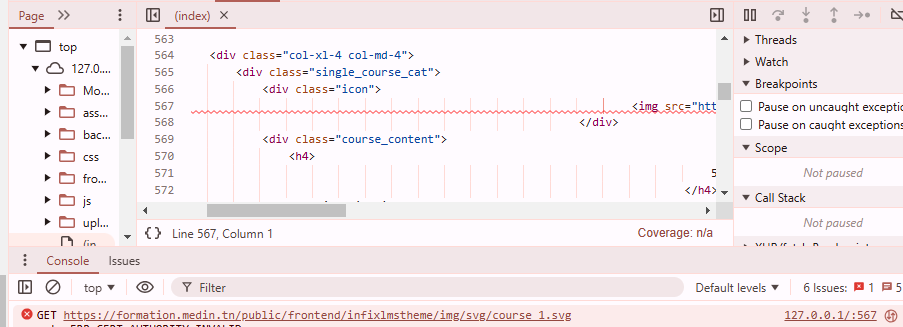 Page
(index)
top
127.0....
Mo...
ass...
bac...
css
fro...
js
upl...
563
564 <div class="col-xl-4 col-md-4">
565 <div class="single_course_cat">
566 <div class="icon">
567 <img src="htt
568 </div>
569 <div class="course_content">
570 <h4>
571 5
572 </h4>
{ } Line 567, Column 1
Coverage: n/a
Threads
Watch
Breakpoints
Pause on uncaught exceptio
Pause on caught exceptions
Scope
Not paused
Call Stack
Not paused
Console Issues
top Filter Default levels 6 Issues: 1 5
GET https://formation.medin.tn/public/frontend/infixlmstheme/img/svg/course_1.svg 127.0.0.1/:567